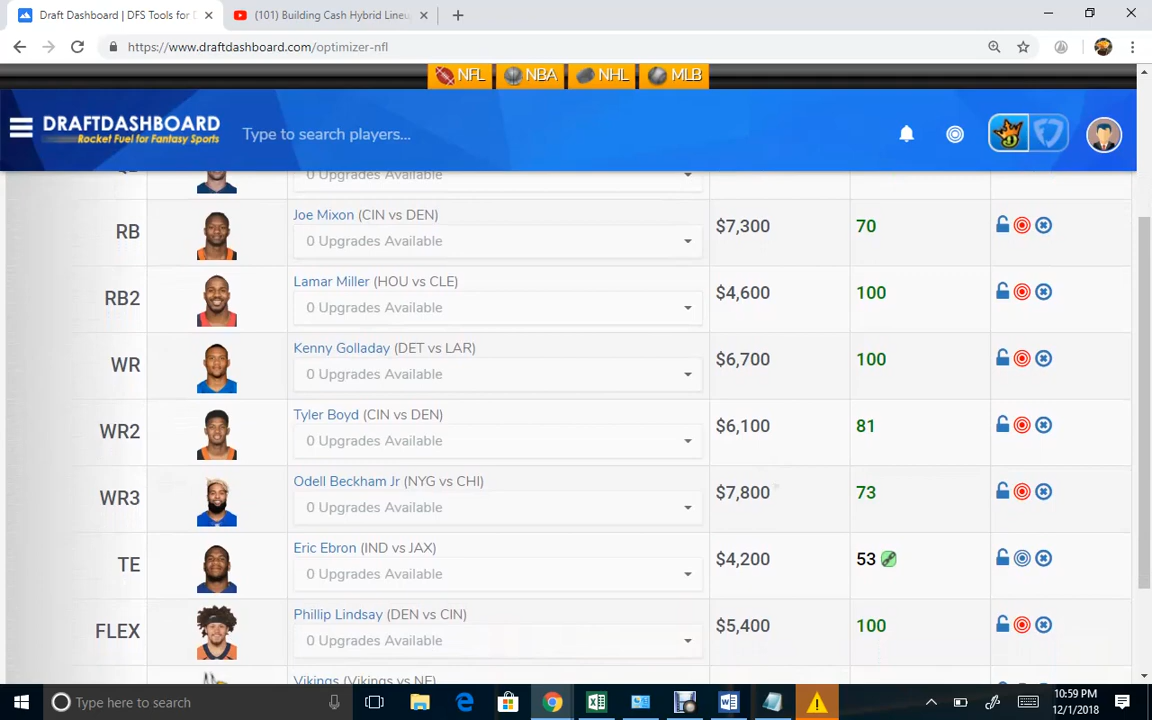 Draft Dashboard | DFS Tools for D
(101) Building Cash Hybrid Lineu
https://www.draftdashboard.com/optimizer-nfl
NFL NBA NHL MLB
DRAFTDASHBOARD
Rocket Fuel for Fantasy Sports
Type to search players...
0 Upgrades Available
RB Joe Mixon (CIN vs DEN) $7,300 70
0 Upgrades Available
RB2 Lamar Miller (HOU vs CLE) $4,600 100
0 Upgrades Available
WR Kenny Golladay (DET vs LAR) $6,700 100
0 Upgrades Available
WR2 Tyler Boyd (CIN vs DEN) $6,100 81
0 Upgrades Available
WR3 Odell Beckham Jr (NYG vs CHI) $7,800 73
0 Upgrades Available
TE Eric Ebron (IND vs JAX) $4,200 53
0 Upgrades Available
FLEX Phillip Lindsay (DEN vs CIN) $5,400 100
0 Upgrades Available
Vikings (Vikings vs NE)
Type here to search
10:59 PM
12/1/2018